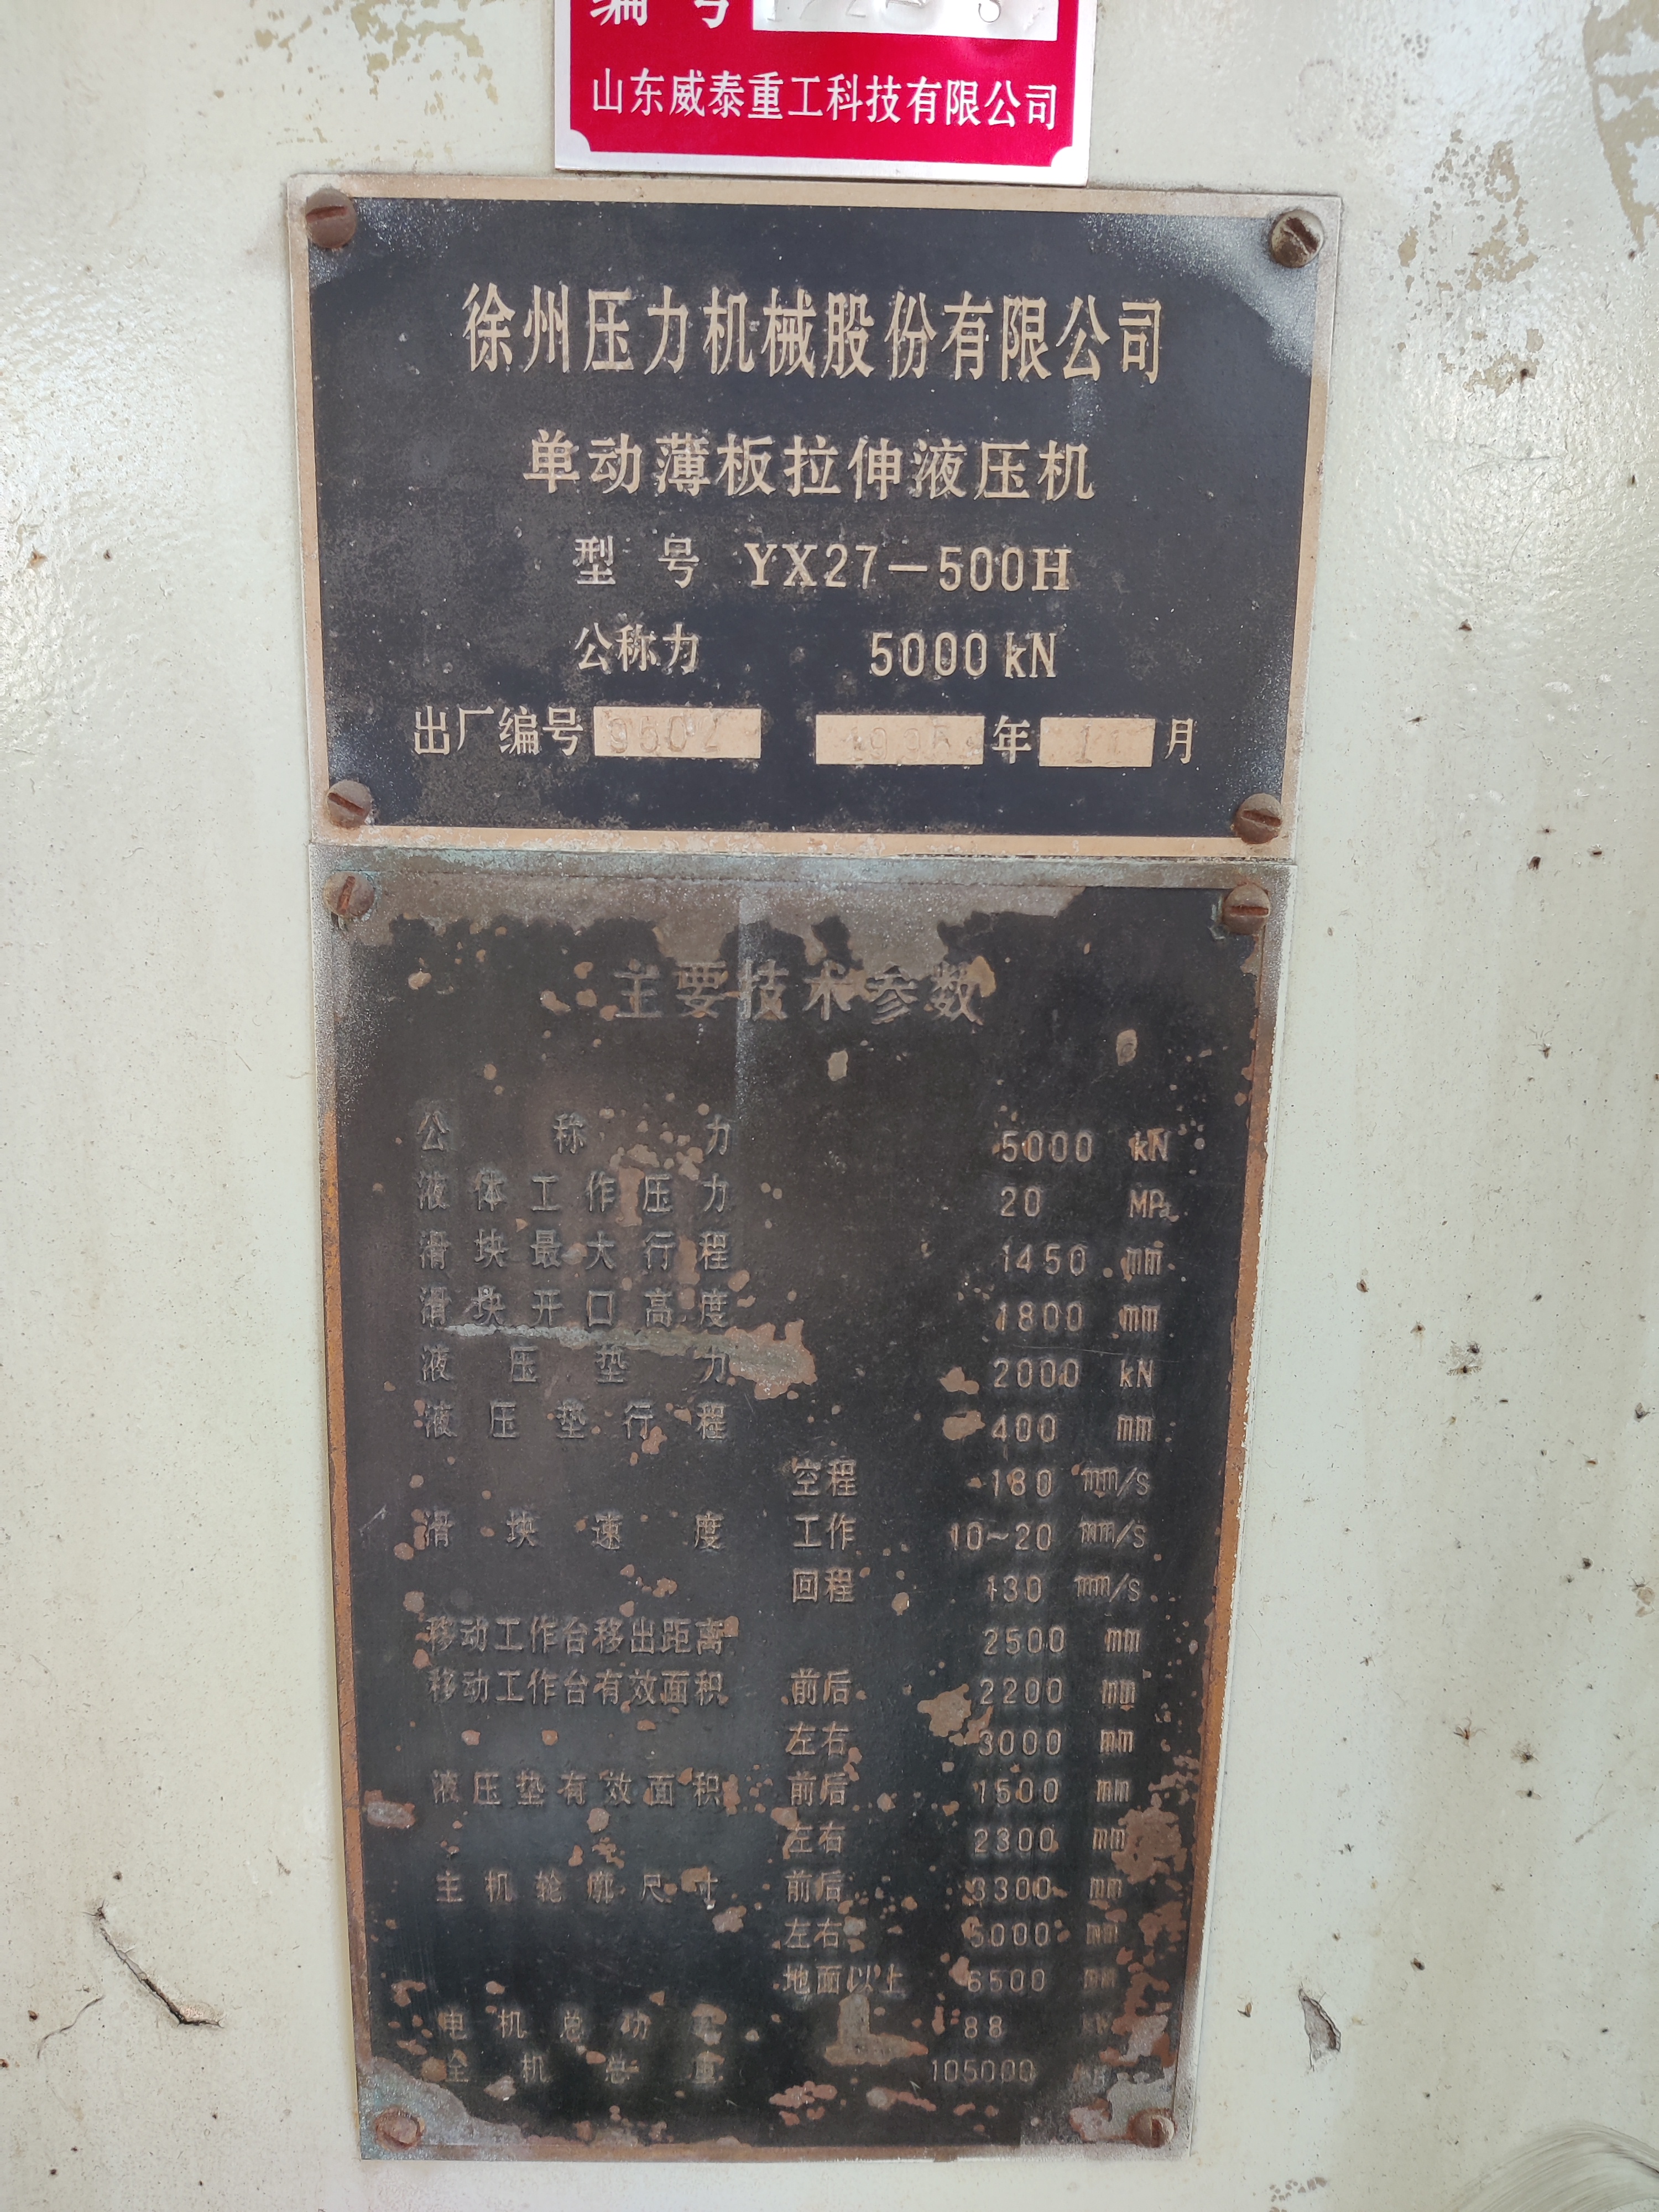 编 号
山东威泰重工科技有限公司
徐州压力机械股份有限公司
单动薄板拉伸液压机
型 号 YX27-500H
公称力 5000 kN
出厂编号 9502 年 月
主要技术参数
公称力 5000 kN
液体工作压力 20 MPa
滑块最大行程 1450 mm
滑块开口高度 1800 mm
液压垫力 2000 kN
液压垫行程 400 mm
空程 180 mm/s
滑块速度 工作 10~20 mm/s
回程 130 mm/s
移动工作台移出距离 2500 mm
移动工作台有效面积 前后 2200 mm
左右 3000 mm
液压垫有效面积 前后 1500 mm
左右 2300 mm
主机轮廓尺寸 前后 3300 mm
左右 5000 mm
地面以上 6500 mm
电机总功 88 kW
全机总重 105000